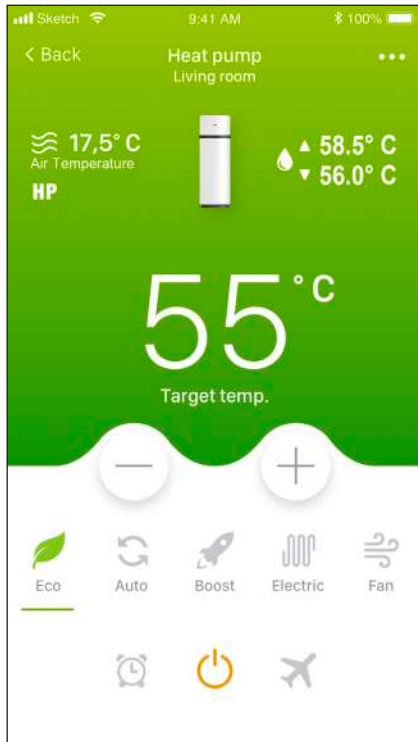 Sketch 9:41 AM 100%
Back Heat pump
Living room
17,5° C
Air Temperature
HP
▲ 58.5° C
▼ 56.0° C
55 °C
Target temp.
Eco Auto Boost Electric Fan